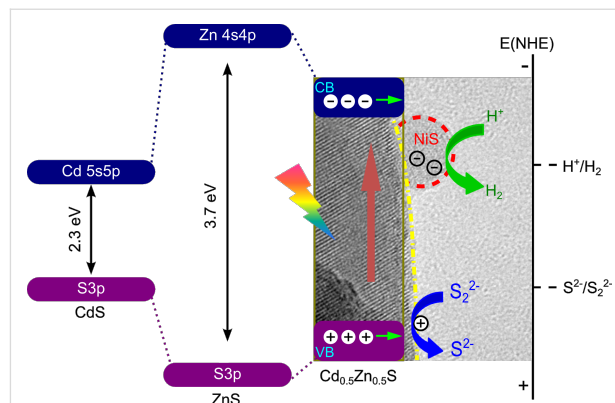 Zn 4s4p
E(NHE)
-
CB
− − −
NiS
H⁺
− −
H⁺/H₂
Cd 5s5p
H₂
2.3 eV
3.7 eV
S3p
CdS
S₂²⁻
S²⁻/S₂²⁻
+ + +
+
VB
S²⁻
S3p
Cd₀.₅Zn₀.₅S
+
ZnS